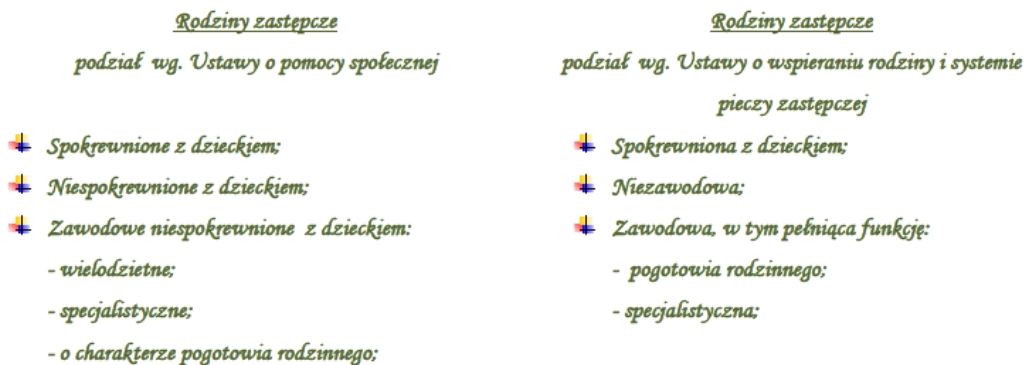 Rodziny zastępcze
podział wg. Ustawy o pomocy społecznej
Spokrewnione z dzieckiem;
Niespokrewnione z dzieckiem;
Zawodowe niespokrewnione z dzieckiem:
- wielodzietne;
- specjalistyczne;
- o charakterze pogotowia rodzinnego;
Rodziny zastępcze
podział wg. Ustawy o wspieraniu rodziny i systemie
pieczy zastępczej
Spokrewniona z dzieckiem;
Niezawodowa;
Zawodowa, w tym pełniąca funkcję:
- pogotowia rodzinnego;
- specjalistyczna;